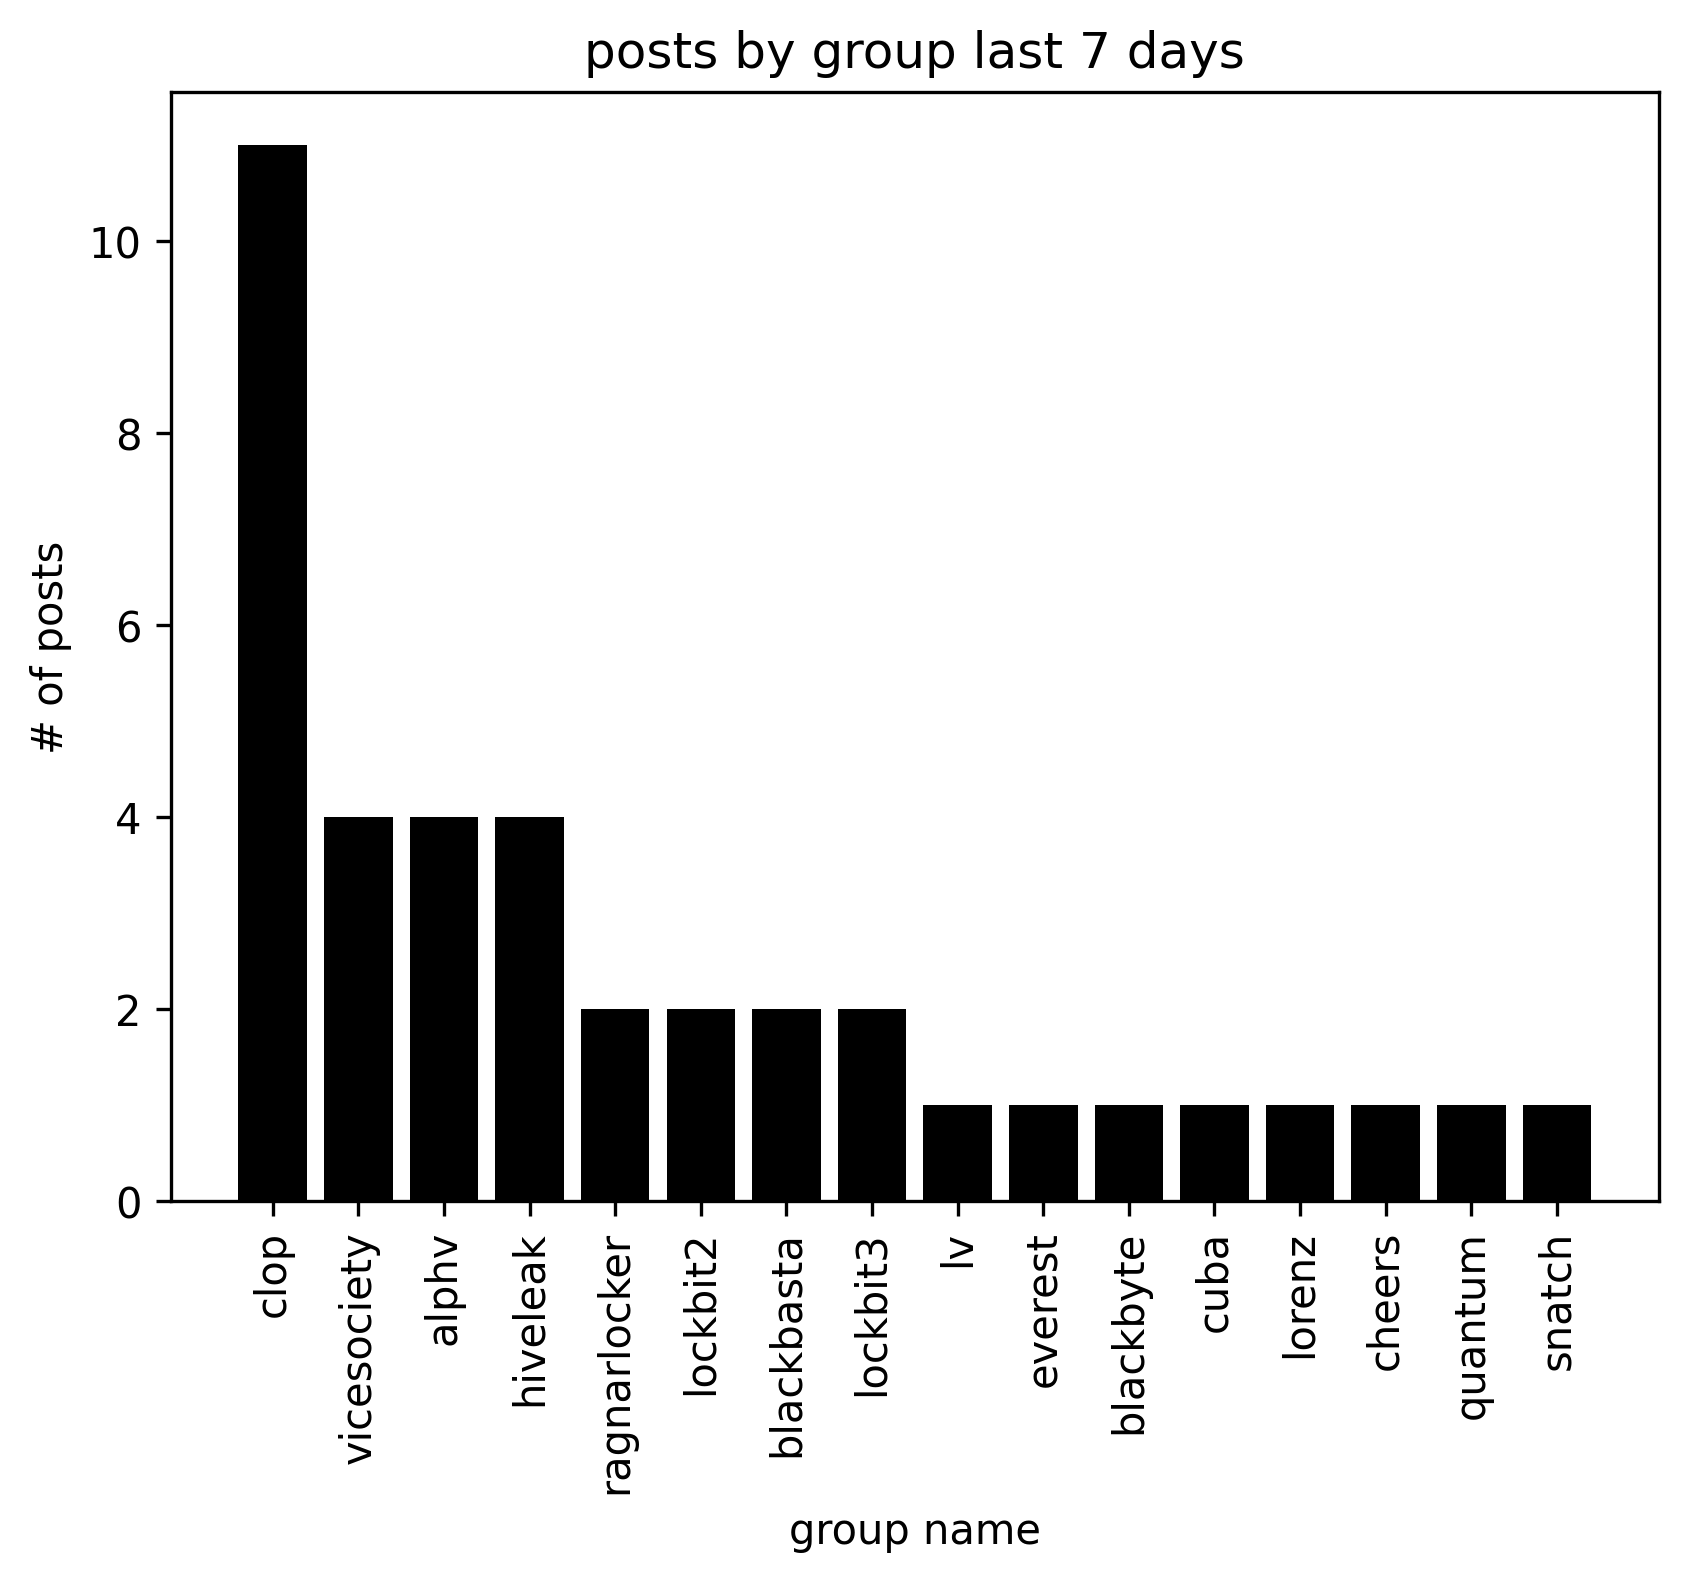 posts by group last 7 days
# of posts
10
8
6
4
2
0
clop
vicesociety
alphv
hiveleak
ragnarlocker
lockbit2
blackbasta
lockbit3
lv
everest
blackbyte
cuba
lorenz
cheers
quantum
snatch
group name